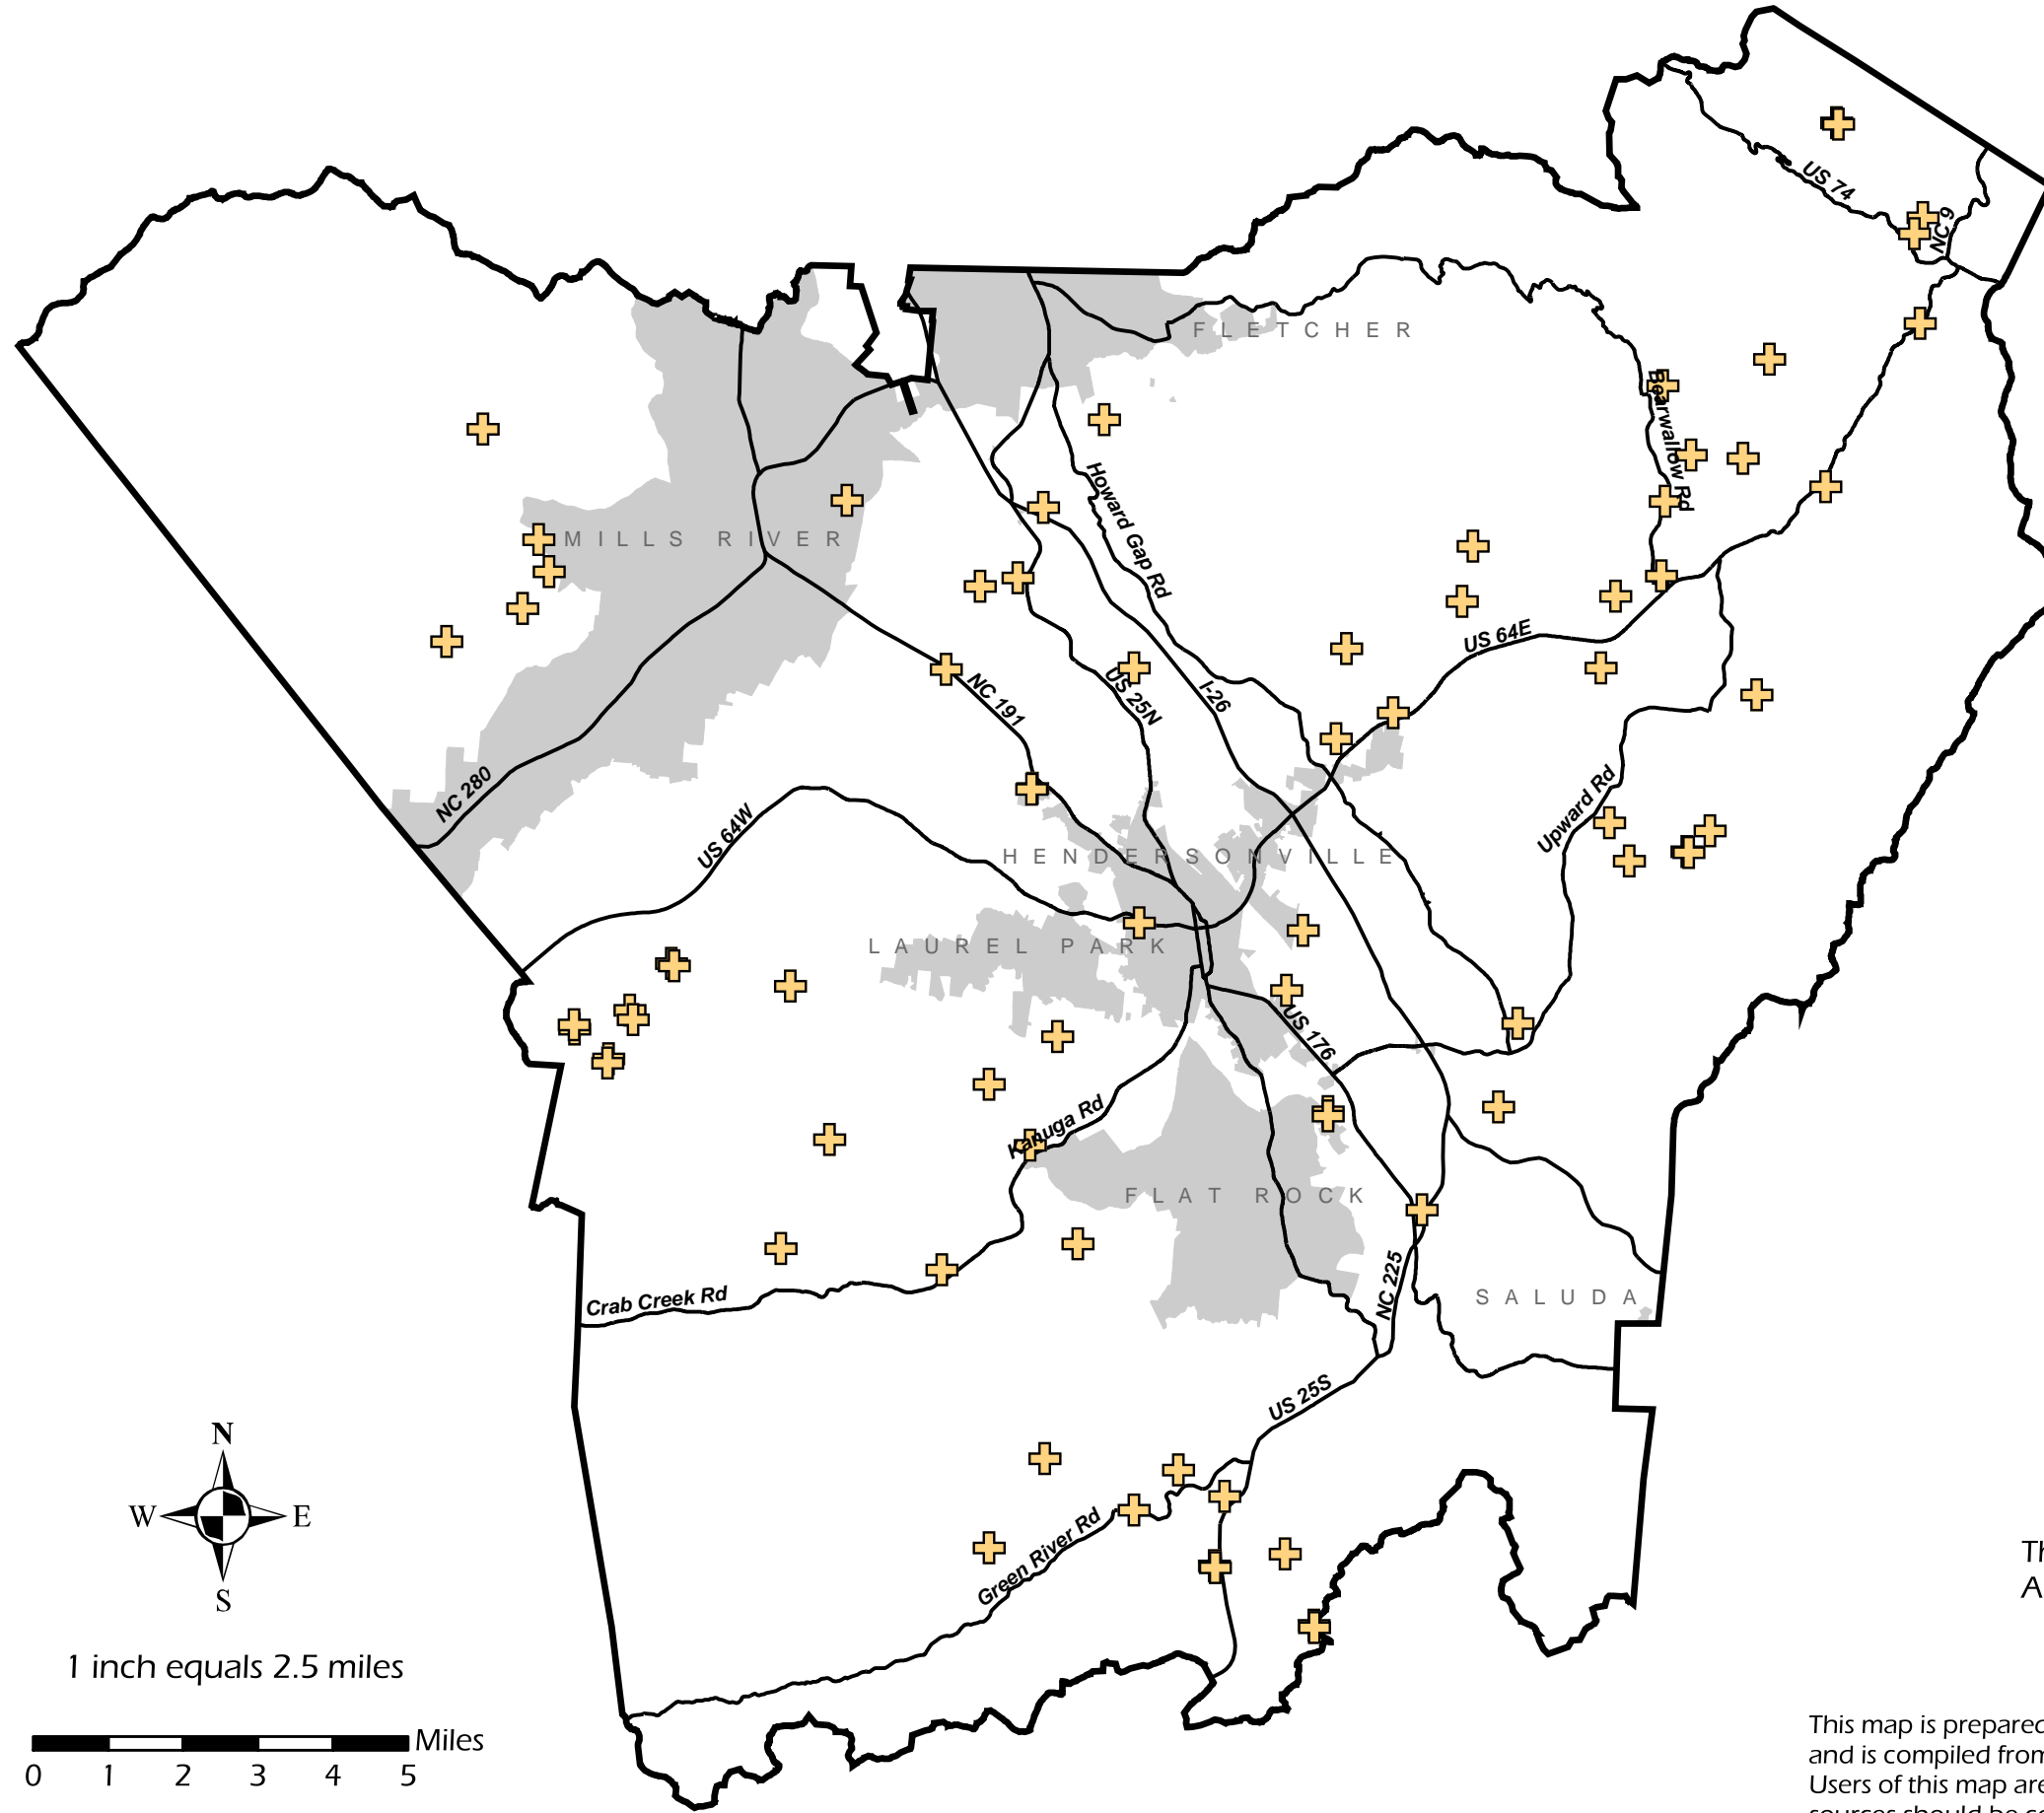 US 74
NC 9
FLETCHER
Bearwallow Rd
Howard Gap Rd
MILLS RIVER
US 64E
NC 191
US 25N
I-26
NC 280
US 64W
Upward Rd
HENDERSONVILLE
LAUREL PARK
US 176
Kanuga Rd
FLAT ROCK
NC 225
SALUDA
Crab Creek Rd
US 25S
Green River Rd
N
W
E
S
Th
A
1 inch equals 2.5 miles
Miles
0 1 2 3 4 5
This map is prepared
and is compiled from
Users of this map are